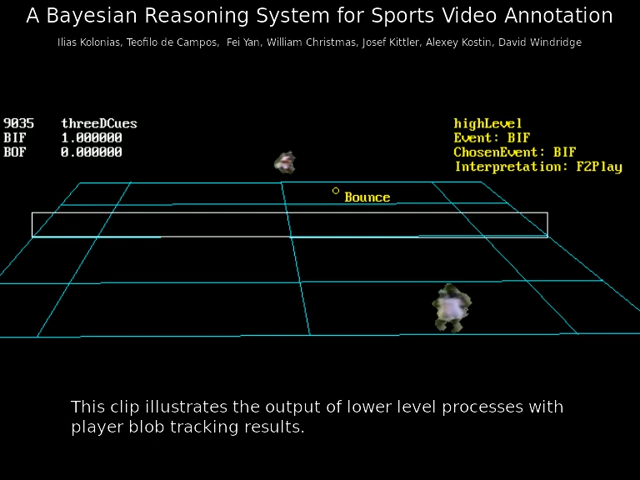 A Bayesian Reasoning System for Sports Video Annotation
Ilias Kolonias, Teofilo de Campos,  Fei Yan, William Christmas, Josef Kittler, Alexey Kostin, David Windridge
9035 threeDCues
BIF 1.000000
BOF 0.000000
highLevel
Event: BIF
ChosenEvent: BIF
Interpretation: F2Play
Bounce
This clip illustrates the output of lower level processes with
player blob tracking results.